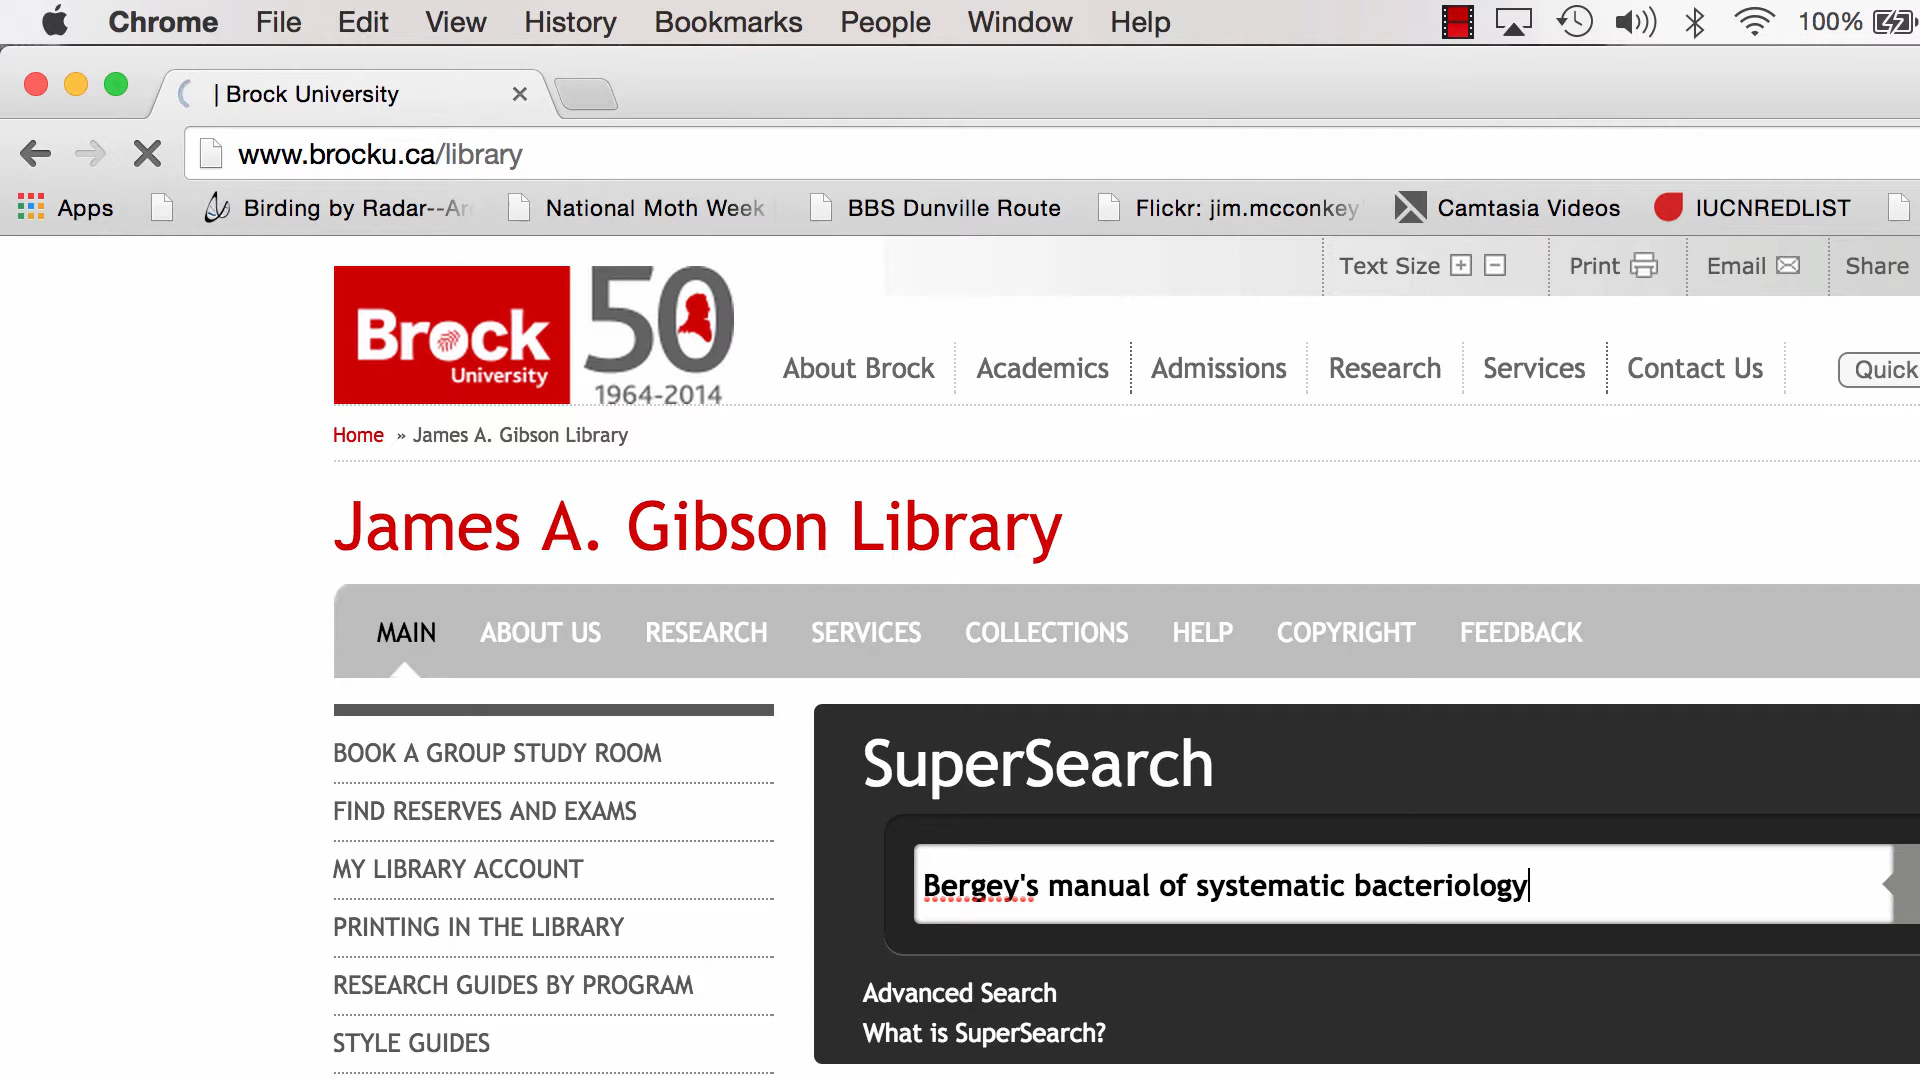 Chrome File Edit View History Bookmarks People Window Help 100%
| Brock University
www.brocku.ca/library
Apps Birding by Radar--Ar National Moth Week BBS Dunville Route Flickr: jim.mcconkey Camtasia Videos IUCNREDLIST
Text Size Print Email Share
Brock University 50 1964-2014
About Brock Academics Admissions Research Services Contact Us Quick
Home » James A. Gibson Library
James A. Gibson Library
MAIN ABOUT US RESEARCH SERVICES COLLECTIONS HELP COPYRIGHT FEEDBACK
BOOK A GROUP STUDY ROOM
FIND RESERVES AND EXAMS
MY LIBRARY ACCOUNT
PRINTING IN THE LIBRARY
RESEARCH GUIDES BY PROGRAM
STYLE GUIDES
SuperSearch
Bergey's manual of systematic bacteriology
Advanced Search
What is SuperSearch?